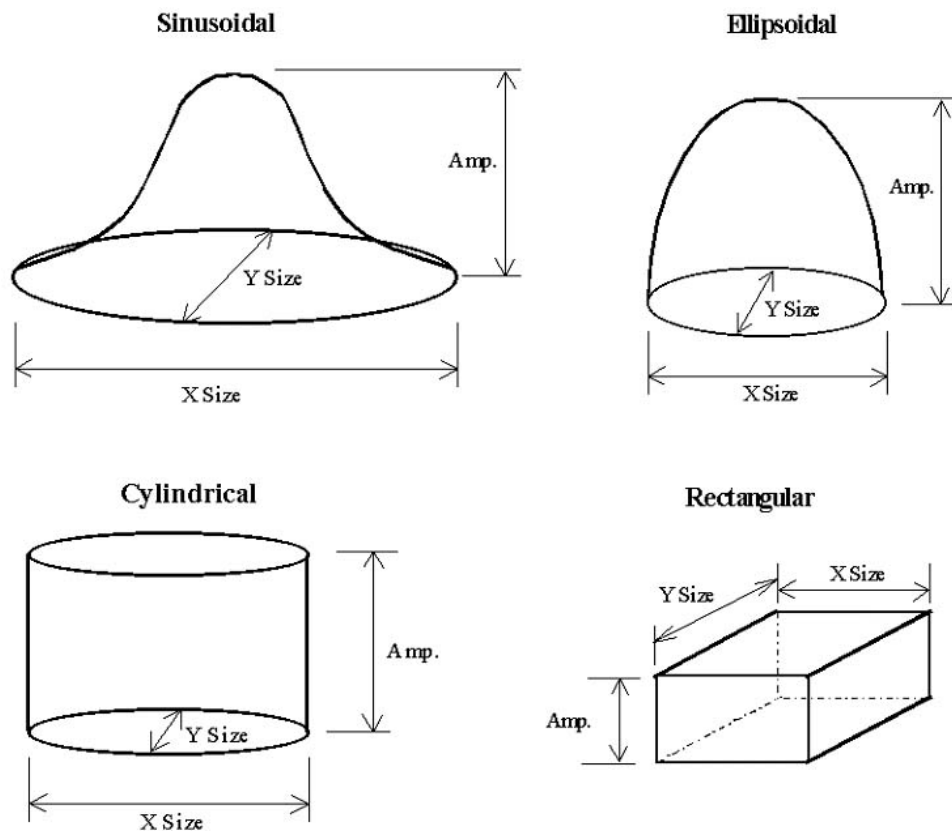 Sinusoidal
Amp.
Y Size
X Size
Ellipsoidal
Amp.
Y Size
X Size
Cylindrical
Amp.
Y Size
X Size
Rectangular
X Size
Y Size
Amp.